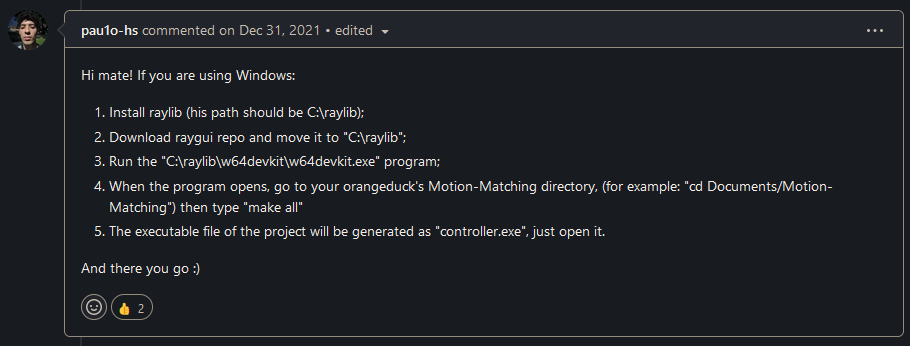 pau1o-hs commented on Dec 31, 2021 • edited
Hi mate! If you are using Windows:
1. Install raylib (his path should be C:\raylib);
2. Download raygui repo and move it to "C:\raylib";
3. Run the "C:\raylib\w64devkit\w64devkit.exe" program;
4. When the program opens, go to your orangeduck's Motion-Matching directory, (for example: "cd Documents/Motion-
Matching") then type "make all"
5. The executable file of the project will be generated as "controller.exe", just open it.
And there you go :)
👍 2